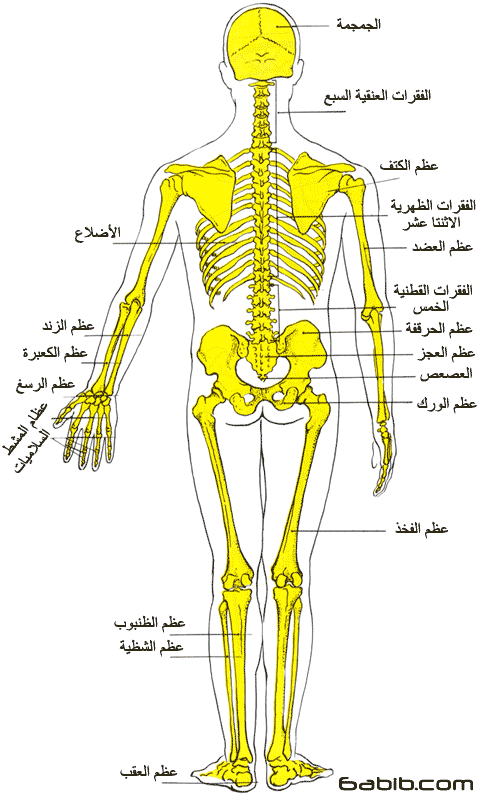 الجمجمة
الفقرات العنقية السبع
عظم الكتف
الفقرات الظهرية
الاثنتا عشر
عظم العضد
الأضلاع
الفقرات القطنية
الخمس
عظم الحرقفة
عظم العجز
العصعص
عظم الورك
عظم الزند
عظم الكعبرة
عظم الرسغ
عظام المشط
السلاميات
عظم الفخذ
عظم الظنبوب
عظم الشظية
عظم العقب
6abib.com